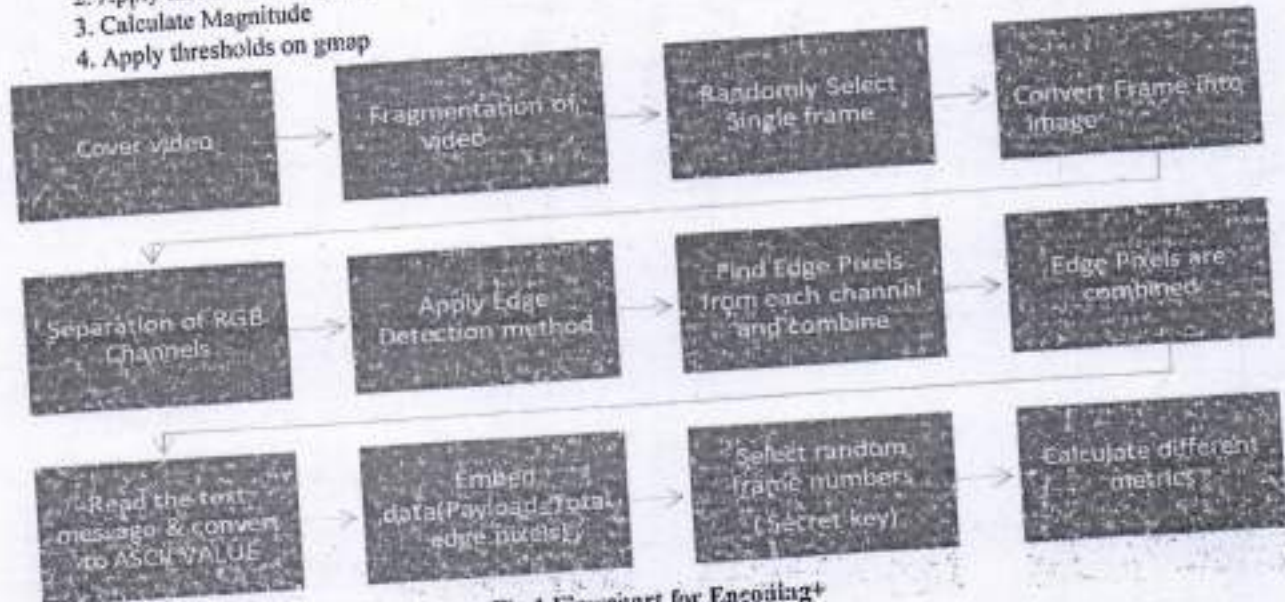 3. Calculate Magnitude
4. Apply thresholds on gmap
Cover video
Fragmentation of
video
Randomly Select
Single frame
Convert Frame into
Image
Separation of RGB
Channels
Apply Edge
Detection method
Find Edge Pixels
from each channel
and combine
Edge Pixels are
combined
Read the text
message & convert
to ASCII VALUE
Embed
data(Payload=Total
edge pixels)
Select random
frame numbers
(Secret key)
Calculate different
metrics
Flowchart for Encoding+